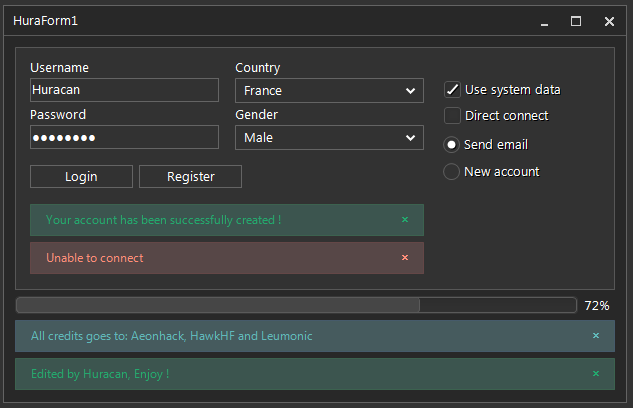 HuraForm1
Username
Country
Huracan
France
Use system data
Password
Gender
Direct connect
●●●●●●●●
Male
Send email
Login
Register
New account
Your account has been successfully created !
×
Unable to connect
×
72%
All credits goes to: Aeonhack, HawkHF and Leumonic
×
Edited by Huracan, Enjoy !
×